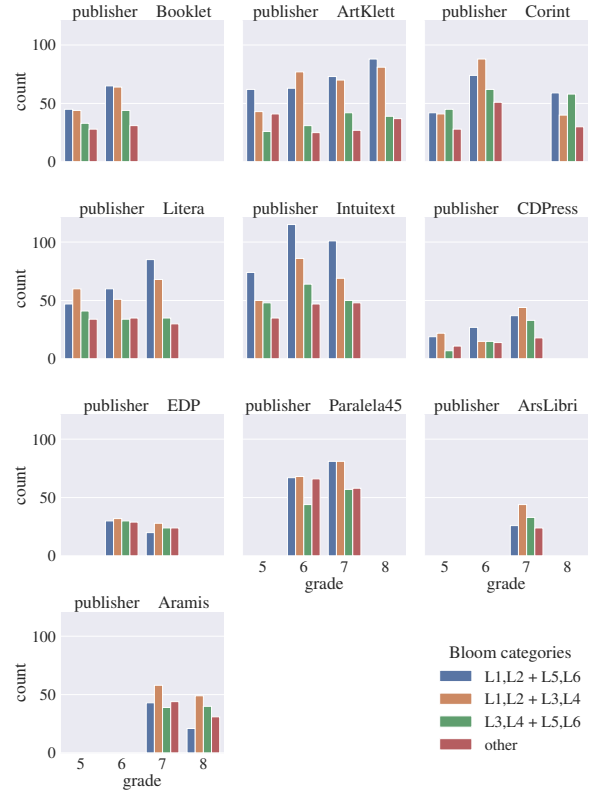 publisher Booklet
publisher ArtKlett
publisher Corint
100
50
0
count
publisher Litera
publisher Intuitext
publisher CDPress
100
50
0
count
publisher EDP
publisher Paralela45
publisher ArsLibri
100
50
0
count
5 6 7 8
grade
5 6 7 8
grade
publisher Aramis
100
50
0
count
5 6 7 8
grade
Bloom categories
L1,L2 + L5,L6
L1,L2 + L3,L4
L3,L4 + L5,L6
other